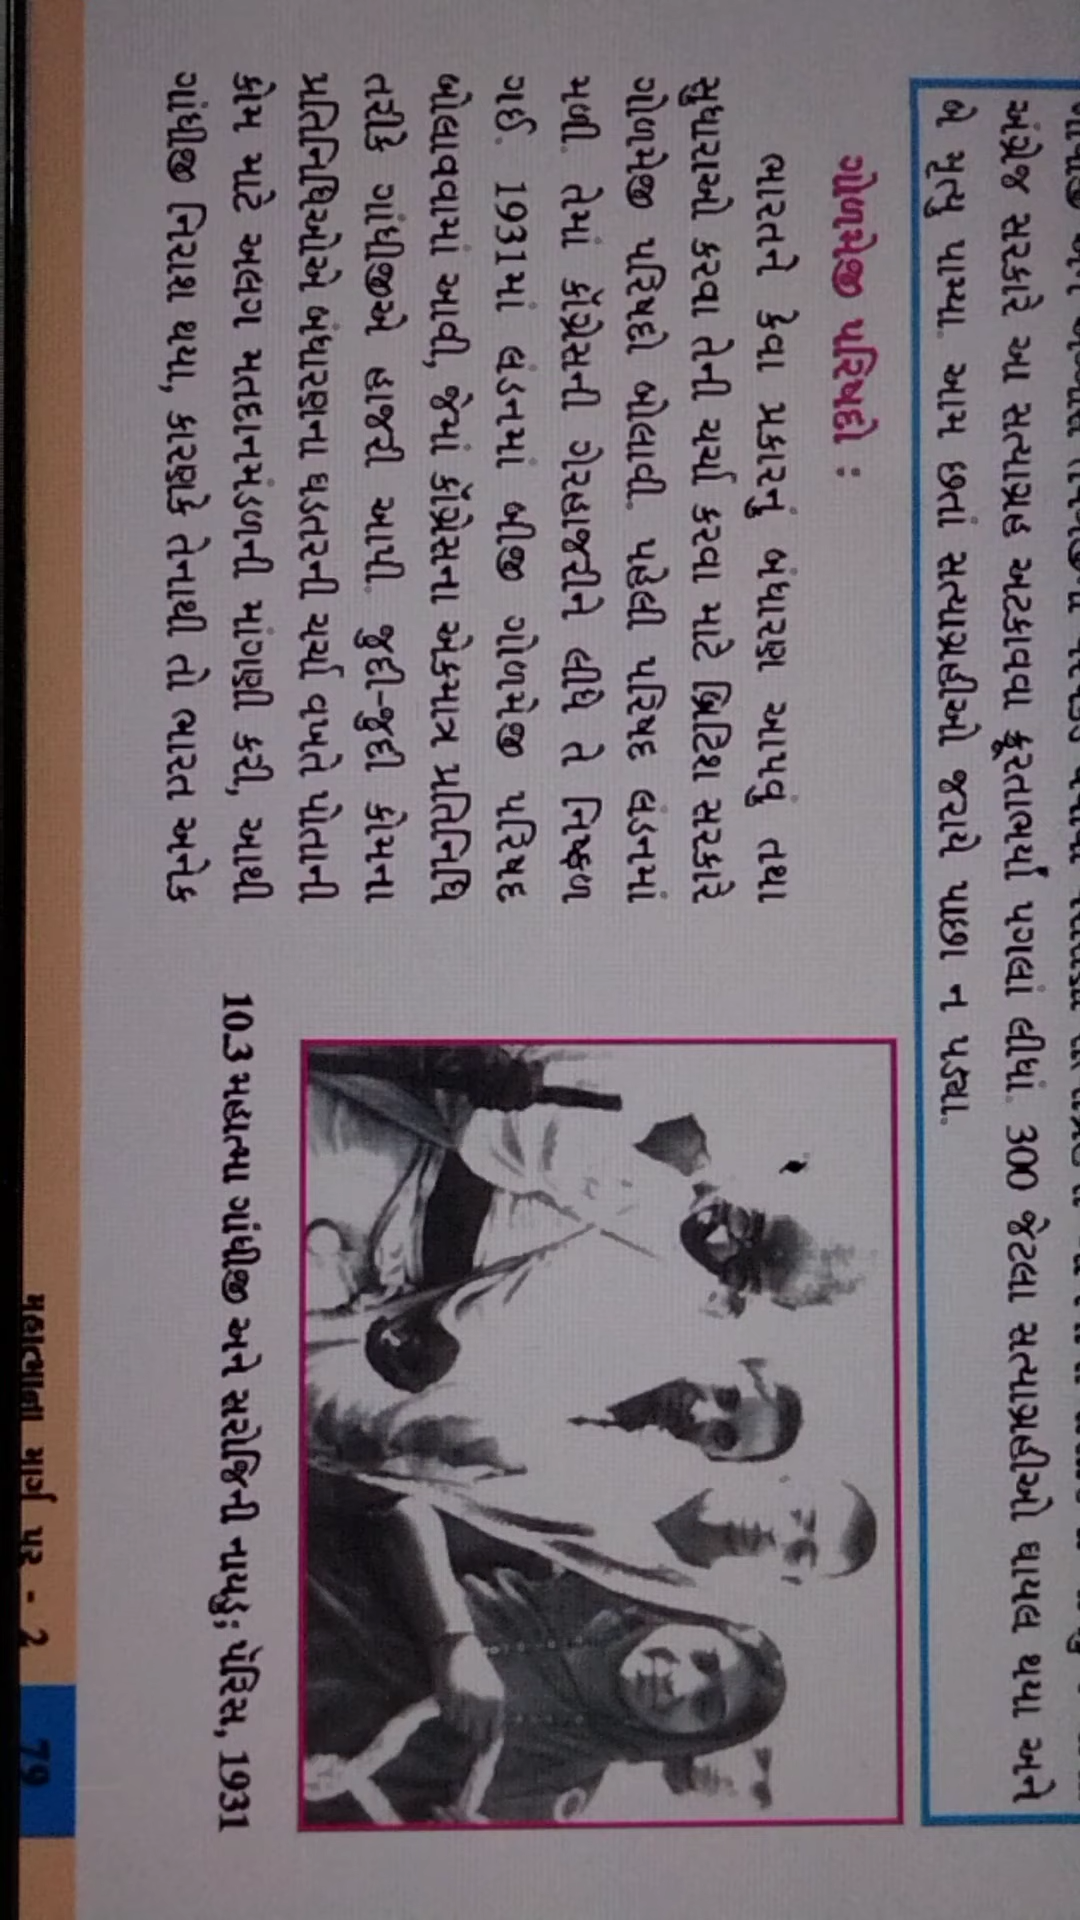 અંગ્રેજ સરકારે આ સત્યાગ્રહ અટકાવવા ક્રૂરતાભર્યાં પગલાં લીધાં. 300 જેટલા સત્યાગ્રહીઓ ઘાયલ થયા અને
બે મૃત્યુ પામ્યા. આમ છતાં સત્યાગ્રહીઓ જરાયે પાછા ન પડ્યા.
ગોળમેજી પરિષદો :
ભારતને કેવા પ્રકારનું બંધારણ આપવું તથા
સુધારાઓ કરવા તેની ચર્ચા કરવા માટે બ્રિટિશ સરકારે
ગોળમેજી પરિષદો બોલાવી. પહેલી પરિષદ લંડનમાં
મળી. તેમાં કૉંગ્રેસની ગેરહાજરીને લીધે તે નિષ્ફળ
ગઈ. 1931માં લંડનમાં બીજી ગોળમેજી પરિષદ
બોલાવવામાં આવી, જેમાં કૉંગ્રેસના એકમાત્ર પ્રતિનિધિ
તરીકે ગાંધીજીએ હાજરી આપી. જુદી-જુદી કોમના
પ્રતિનિધિઓએ બંધારણના ઘડતરની ચર્ચા વખતે પોતાની
કોમ માટે અલગ મતદાનમંડળની માંગણી કરી, આથી
ગાંધીજી નિરાશ થયા, કારણકે તેનાથી તો ભારત અનેક
10.3 મહાત્મા ગાંધીજી અને સરોજિની નાયડુ; પૅરિસ, 1931
મહાત્માના માર્ગ પર - 2
79